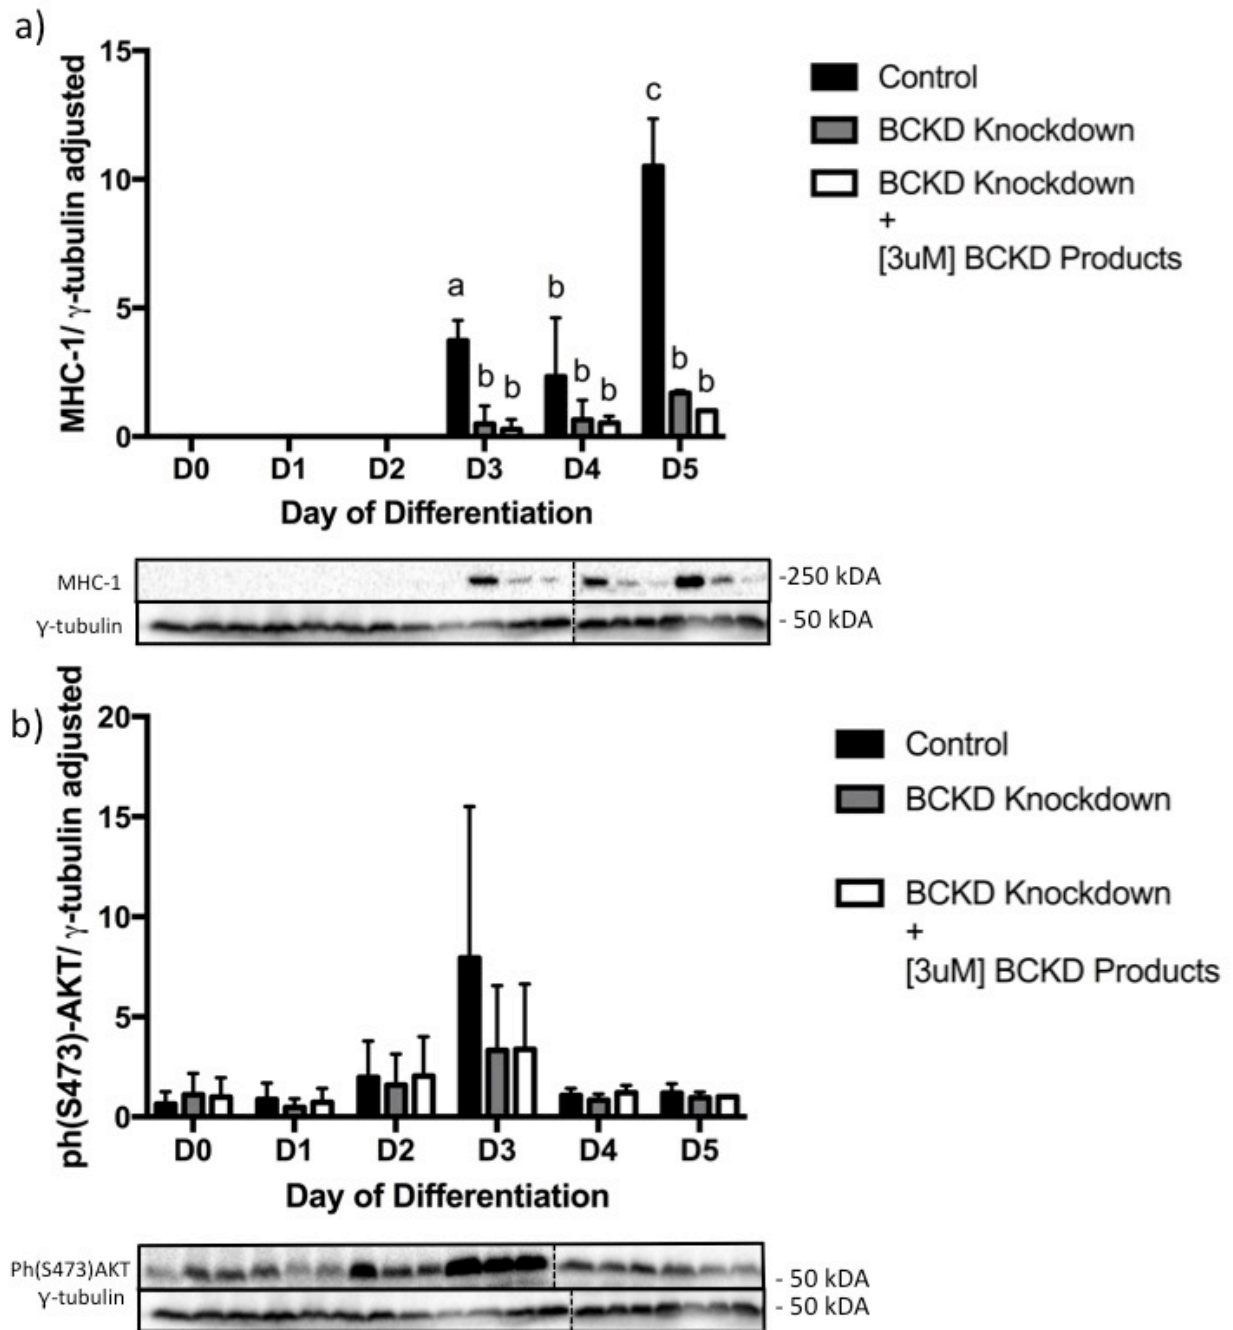 a)
MHC-1/ γ-tubulin adjusted
15
10
5
0
a
b
b
b
b
b
c
b
b
D0 D1 D2 D3 D4 D5
Day of Differentiation
Control
BCKD Knockdown
BCKD Knockdown
+
[3uM] BCKD Products
MHC-1
-250 kDA
γ-tubulin
- 50 kDA
b)
ph(S473)-AKT/ γ-tubulin adjusted
20
15
10
5
0
D0 D1 D2 D3 D4 D5
Day of Differentiation
Control
BCKD Knockdown
BCKD Knockdown
+
[3uM] BCKD Products
Ph(S473)AKT
- 50 kDA
γ-tubulin
- 50 kDA